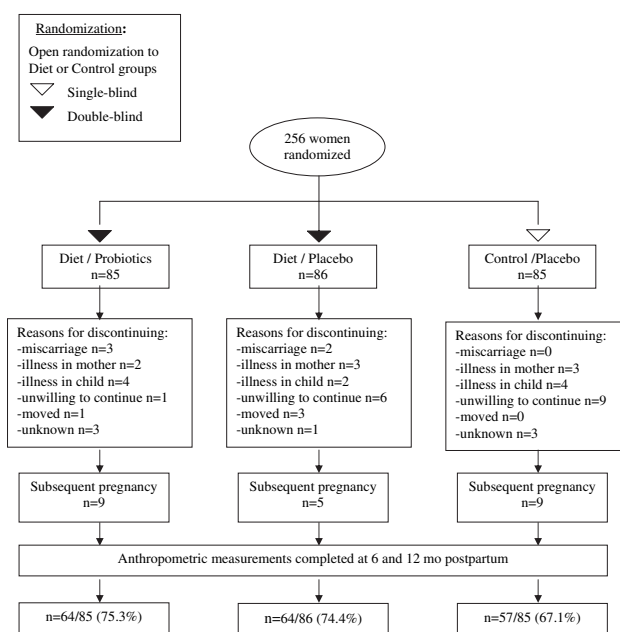 Randomization:
Open randomization to
Diet or Control groups
Single-blind
Double-blind
256 women
randomized
Diet / Probiotics
n=85
Diet / Placebo
n=86
Control /Placebo
n=85
Reasons for discontinuing:
-miscarriage n=3
-illness in mother n=2
-illness in child n=4
-unwilling to continue n=1
-moved n=1
-unknown n=3
Reasons for discontinuing:
-miscarriage n=2
-illness in mother n=3
-illness in child n=2
-unwilling to continue n=6
-moved n=3
-unknown n=1
Reasons for discontinuing:
-miscarriage n=0
-illness in mother n=3
-illness in child n=4
-unwilling to continue n=9
-moved n=0
-unknown n=3
Subsequent pregnancy
n=9
Subsequent pregnancy
n=5
Subsequent pregnancy
n=9
Anthropometric measurements completed at 6 and 12 mo postpartum
n=64/85 (75.3%)
n=64/86 (74.4%)
n=57/85 (67.1%)